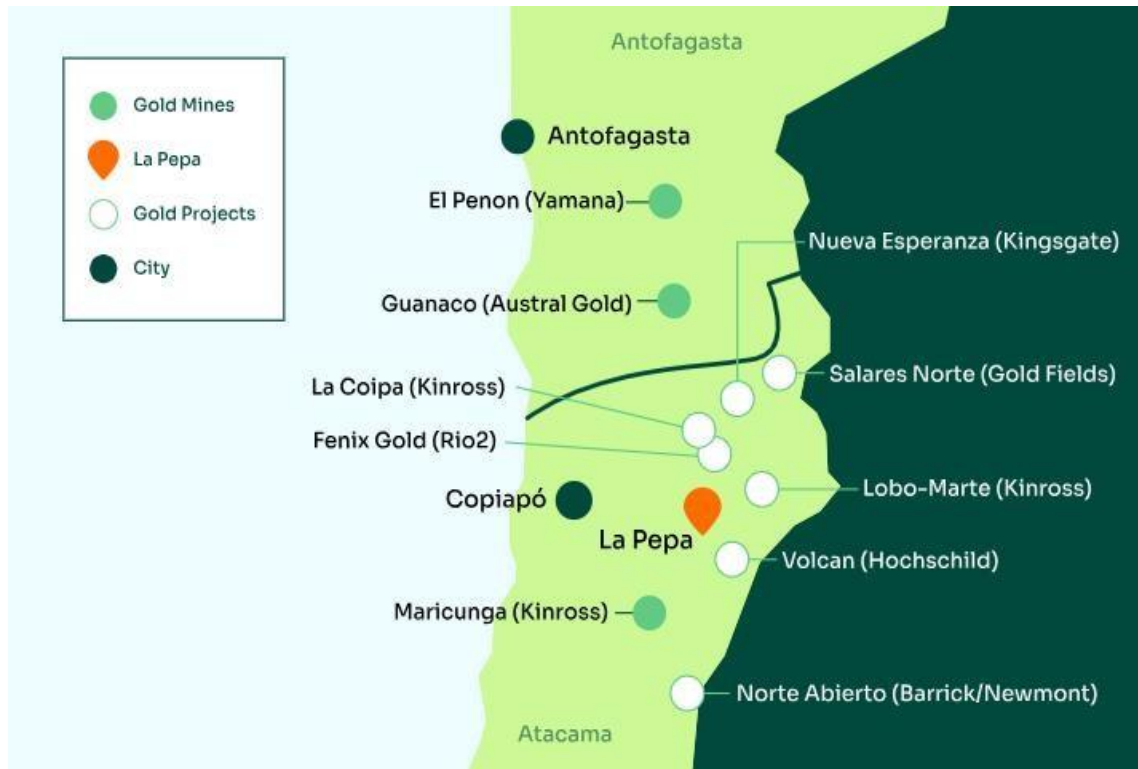 Antofagasta
Gold Mines
La Pepa
Gold Projects
City
Antofagasta
El Penon (Yamana)
Nueva Esperanza (Kingsgate)
Guanaco (Austral Gold)
Salares Norte (Gold Fields)
La Coipa (Kinross)
Fenix Gold (Rio2)
Lobo-Marte (Kinross)
Copiapó
La Pepa
Volcan (Hochschild)
Maricunga (Kinross)
Norte Abierto (Barrick/Newmont)
Atacama